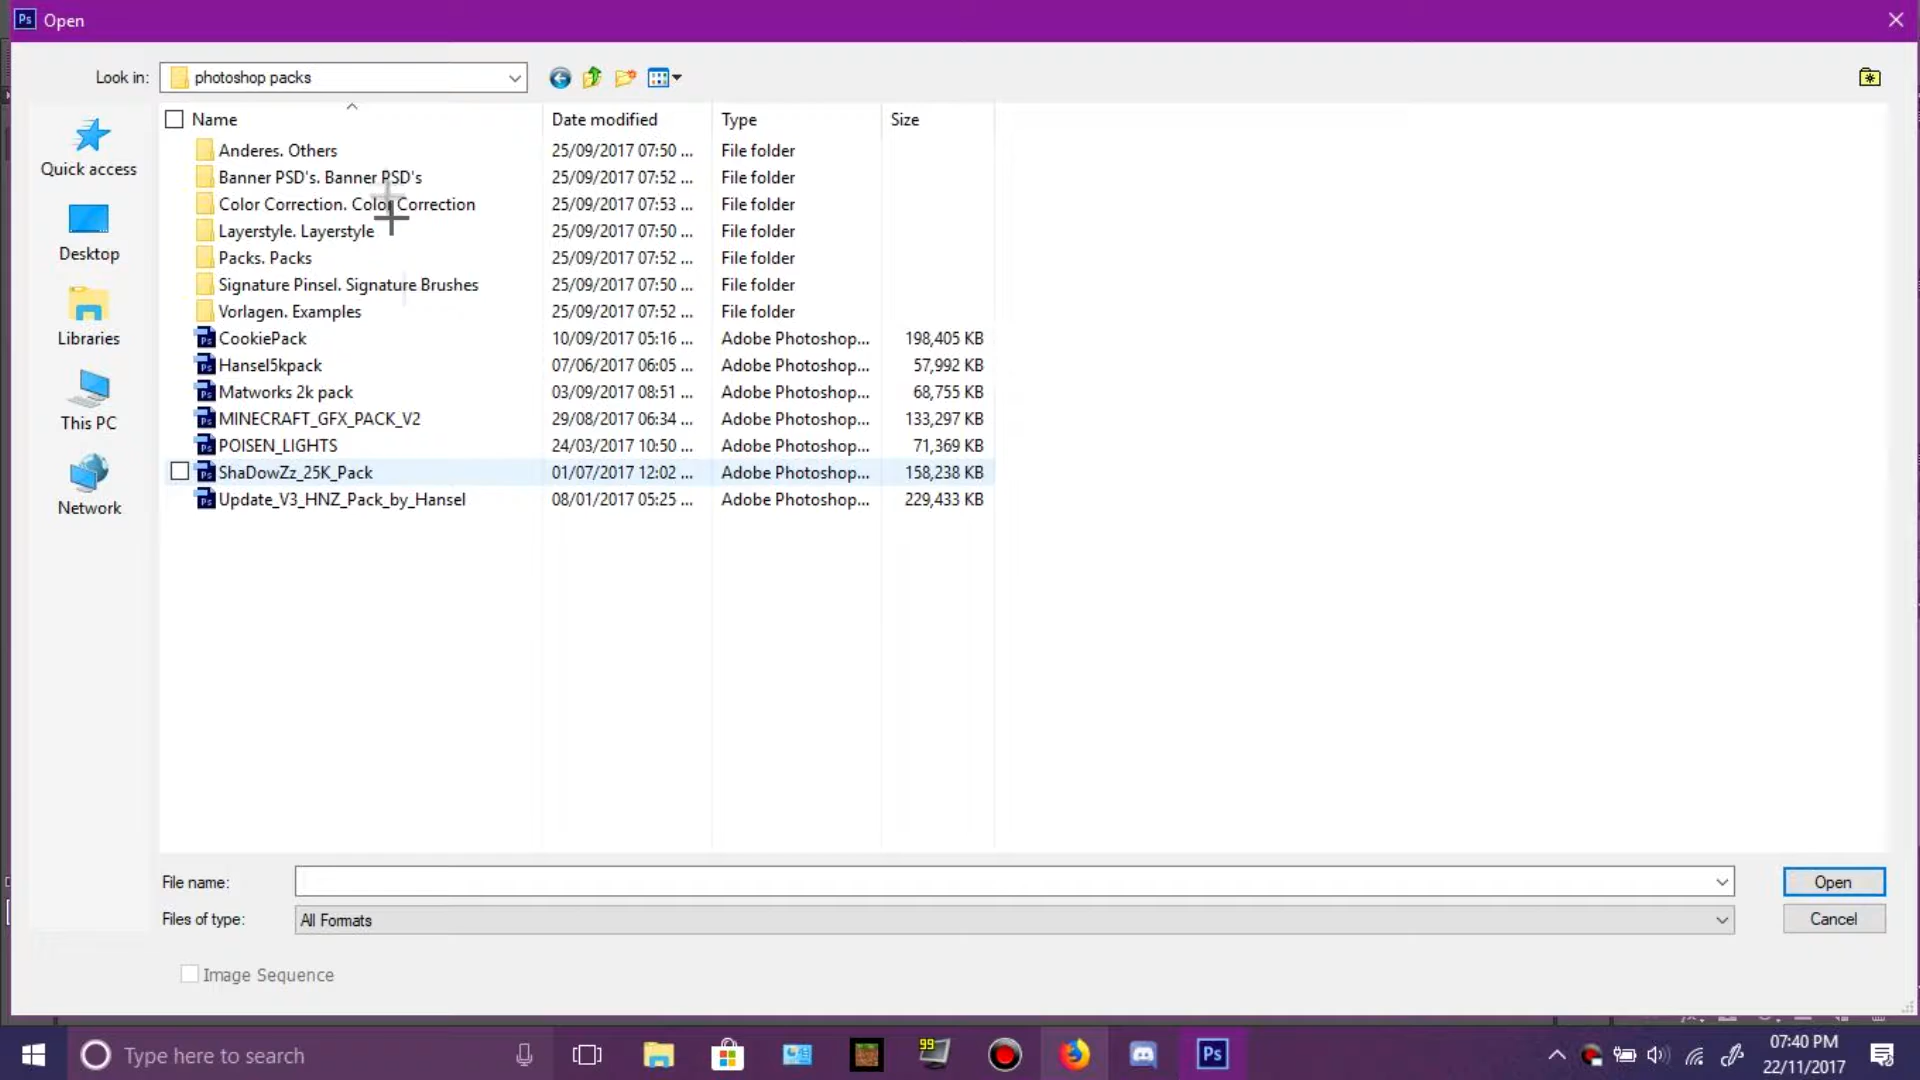 Ps Open
Look in: photoshop packs
Name Date modified Type Size
Anderes. Others 25/09/2017 07:50 ... File folder
Banner PSD's. Banner PSD's 25/09/2017 07:52 ... File folder
Color Correction. Color Correction 25/09/2017 07:53 ... File folder
Layerstyle. Layerstyle 25/09/2017 07:50 ... File folder
Packs. Packs 25/09/2017 07:52 ... File folder
Signature Pinsel. Signature Brushes 25/09/2017 07:50 ... File folder
Vorlagen. Examples 25/09/2017 07:52 ... File folder
CookiePack 10/09/2017 05:16 ... Adobe Photoshop... 198,405 KB
Hansel5kpack 07/06/2017 06:05 ... Adobe Photoshop... 57,992 KB
Matworks 2k pack 03/09/2017 08:51 ... Adobe Photoshop... 68,755 KB
MINECRAFT_GFX_PACK_V2 29/08/2017 06:34 ... Adobe Photoshop... 133,297 KB
POISEN_LIGHTS 24/03/2017 10:50 ... Adobe Photoshop... 71,369 KB
ShaDowZz_25K_Pack 01/07/2017 12:02 ... Adobe Photoshop... 158,238 KB
Update_V3_HNZ_Pack_by_Hansel 08/01/2017 05:25 ... Adobe Photoshop... 229,433 KB
Quick access
Desktop
Libraries
This PC
Network
File name: Open
Files of type: All Formats Cancel
Image Sequence
Type here to search 99 Ps 07:40 PM
22/11/2017